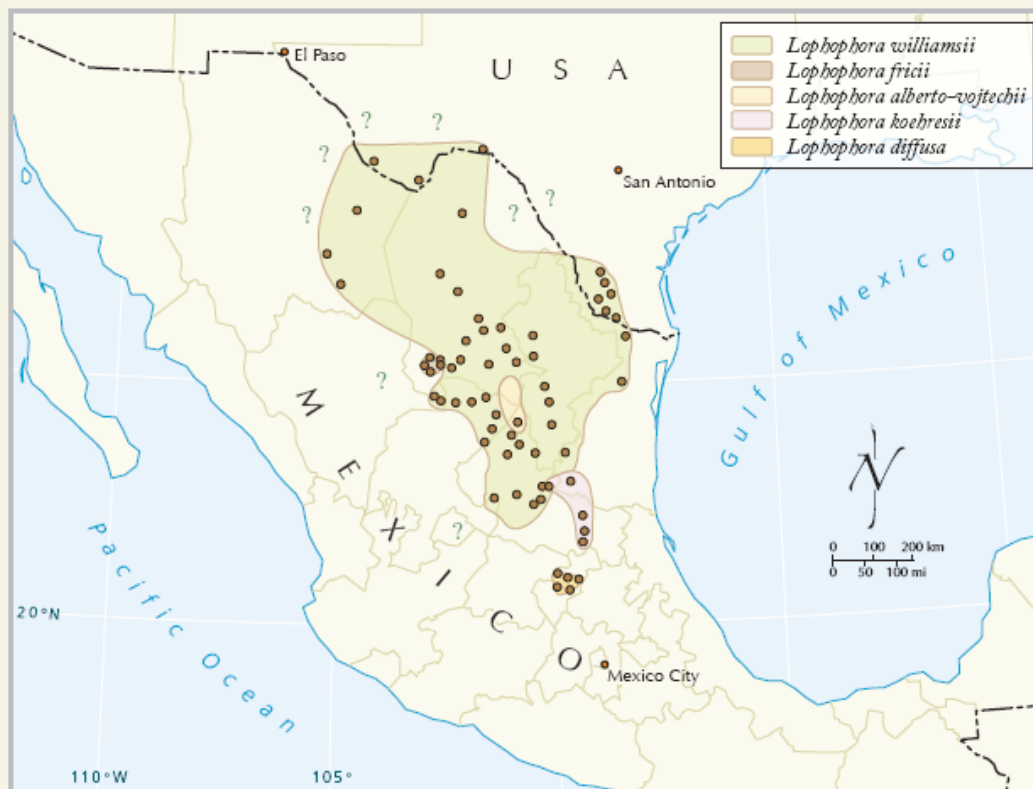 El Paso
U S A
Lophophora williamsii
Lophophora fricii
Lophophora alberto-vojtechii
Lophophora koehresii
Lophophora diffusa
? ? ? ? ? ?
San Antonio
Gulf of Mexico
?
MEXICO
N
0 100 200 km
0 50 100 mi
?
Pacific Ocean
20°N
Mexico City
110°W
105°